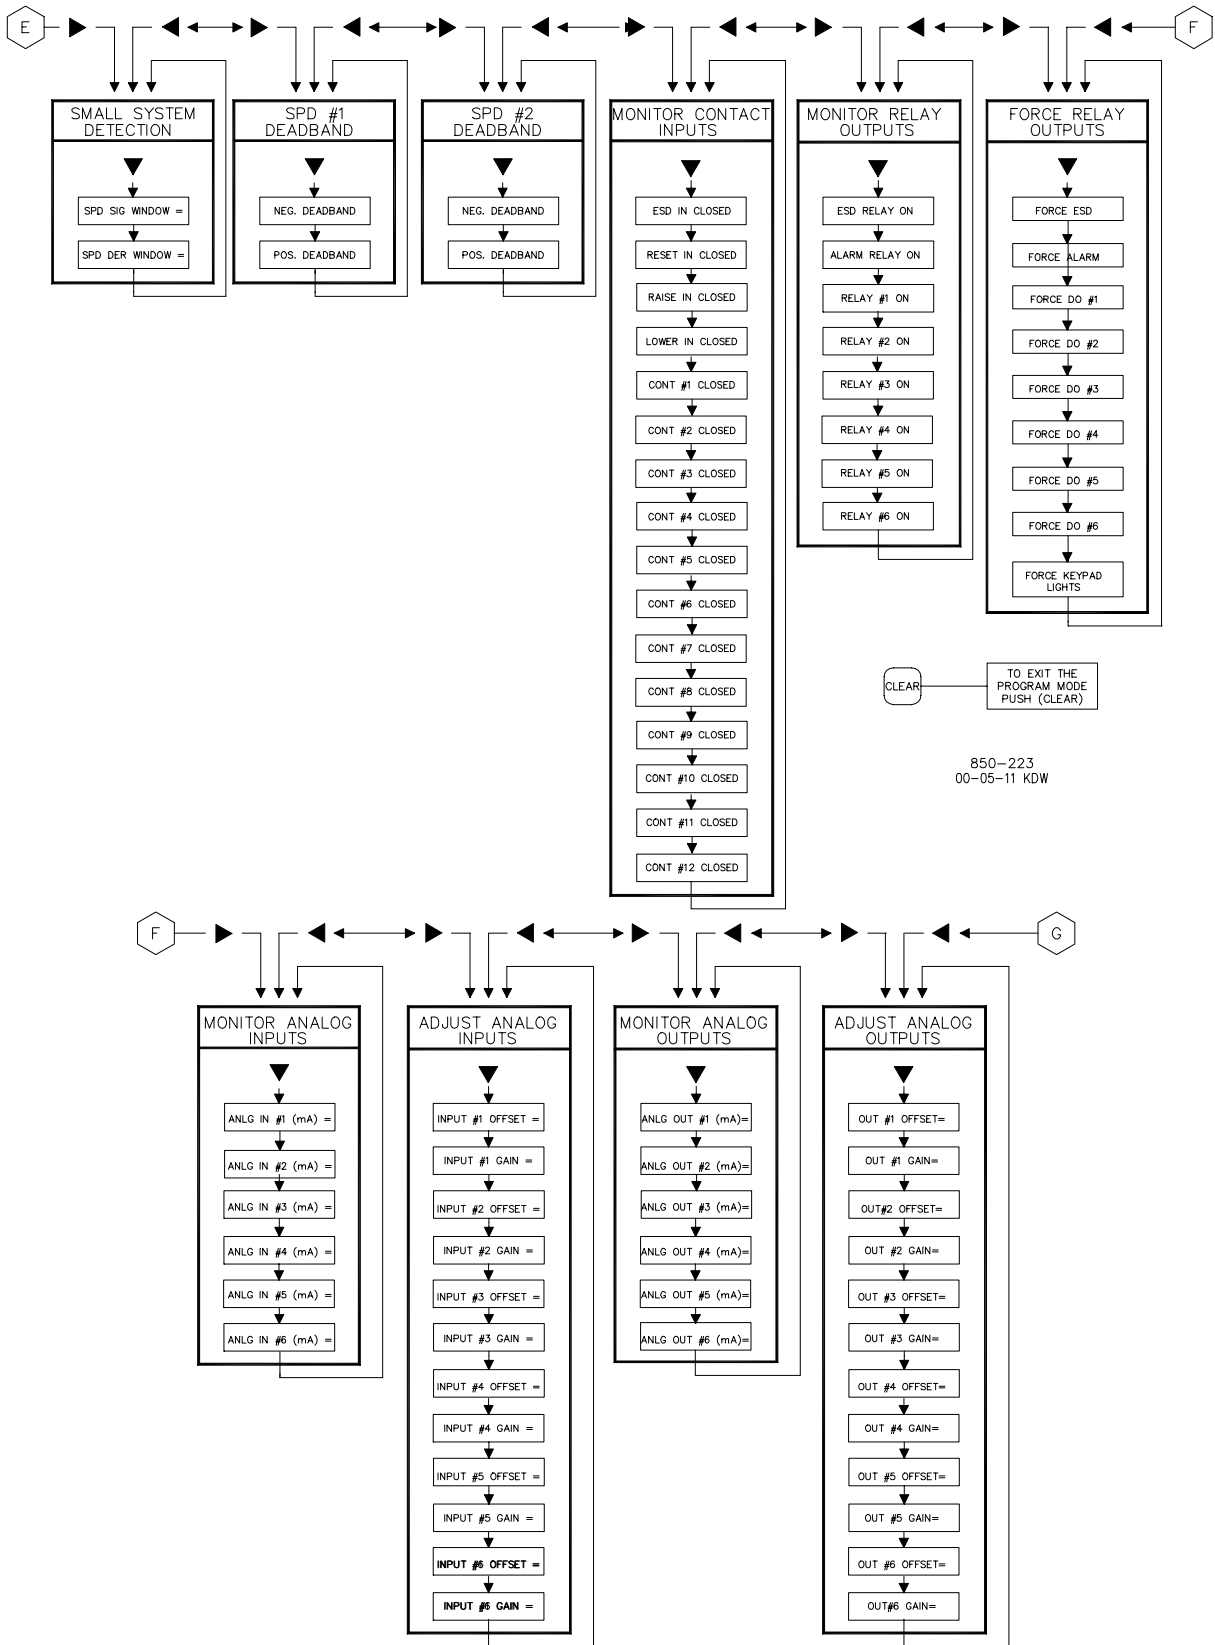 E
F
SMALL SYSTEM
DETECTION
SPD SIG WINDOW =
SPD DER WINDOW =
SPD #1
DEADBAND
NEG. DEADBAND
POS. DEADBAND
SPD #2
DEADBAND
NEG. DEADBAND
POS. DEADBAND
MONITOR CONTACT
INPUTS
ESD IN CLOSED
RESET IN CLOSED
RAISE IN CLOSED
LOWER IN CLOSED
CONT #1 CLOSED
CONT #2 CLOSED
CONT #3 CLOSED
CONT #4 CLOSED
CONT #5 CLOSED
CONT #6 CLOSED
CONT #7 CLOSED
CONT #8 CLOSED
CONT #9 CLOSED
CONT #10 CLOSED
CONT #11 CLOSED
CONT #12 CLOSED
MONITOR RELAY
OUTPUTS
ESD RELAY ON
ALARM RELAY ON
RELAY #1 ON
RELAY #2 ON
RELAY #3 ON
RELAY #4 ON
RELAY #5 ON
RELAY #6 ON
FORCE RELAY
OUTPUTS
FORCE ESD
FORCE ALARM
FORCE DO #1
FORCE DO #2
FORCE DO #3
FORCE DO #4
FORCE DO #5
FORCE DO #6
FORCE KEYPAD
LIGHTS
CLEAR
TO EXIT THE
PROGRAM MODE
PUSH (CLEAR)
850-223
00-05-11 KDW
F
G
MONITOR ANALOG
INPUTS
ANLG IN #1 (mA) =
ANLG IN #2 (mA) =
ANLG IN #3 (mA) =
ANLG IN #4 (mA) =
ANLG IN #5 (mA) =
ANLG IN #6 (mA) =
ADJUST ANALOG
INPUTS
INPUT #1 OFFSET =
INPUT #1 GAIN =
INPUT #2 OFFSET =
INPUT #2 GAIN =
INPUT #3 OFFSET =
INPUT #3 GAIN =
INPUT #4 OFFSET =
INPUT #4 GAIN =
INPUT #5 OFFSET =
INPUT #5 GAIN =
INPUT #6 OFFSET =
INPUT #6 GAIN =
MONITOR ANALOG
OUTPUTS
ANLG OUT #1 (mA)=
ANLG OUT #2 (mA)=
ANLG OUT #3 (mA)=
ANLG OUT #4 (mA)=
ANLG OUT #5 (mA)=
ANLG OUT #6 (mA)=
ADJUST ANALOG
OUTPUTS
OUT #1 OFFSET=
OUT #1 GAIN=
OUT#2 OFFSET=
OUT #2 GAIN=
OUT #3 OFFSET=
OUT #3 GAIN=
OUT #4 OFFSET=
OUT #4 GAIN=
OUT #5 OFFSET=
OUT #5 GAIN=
OUT #6 OFFSET=
OUT#6 GAIN=